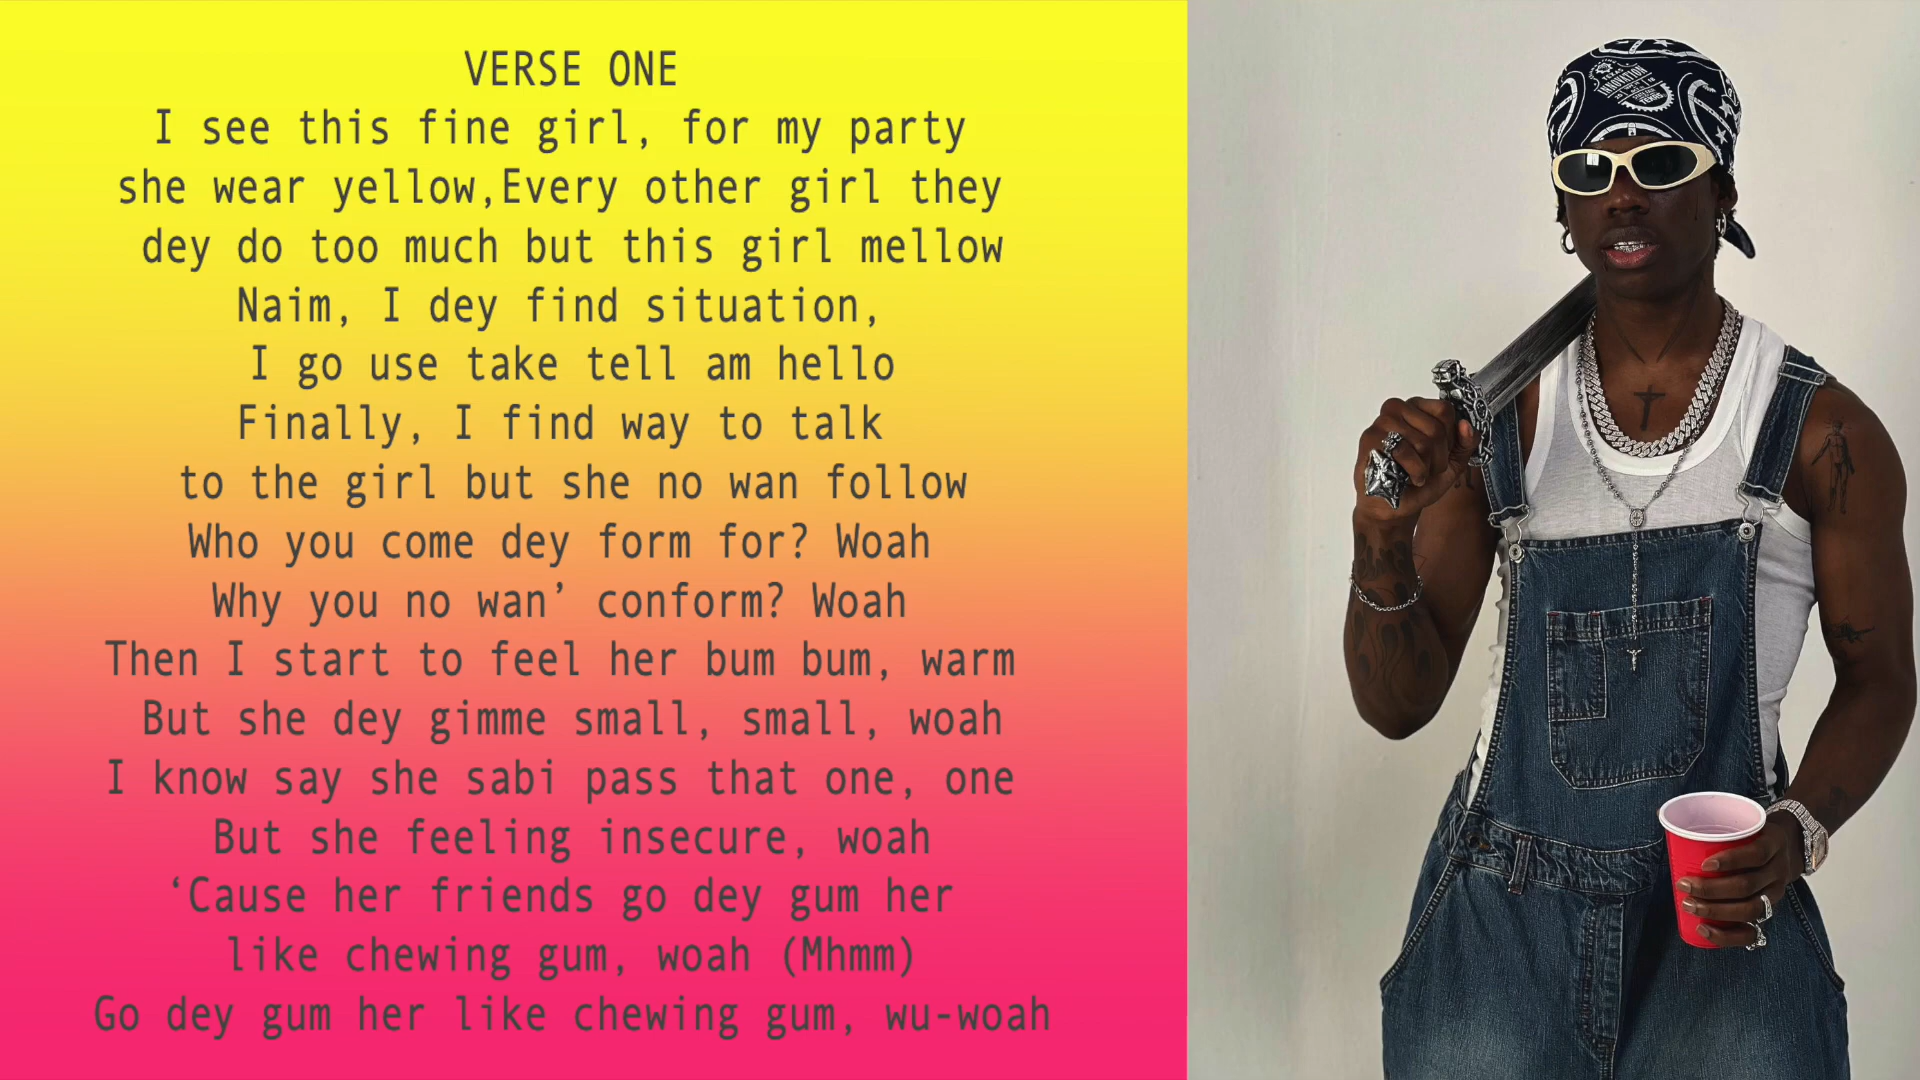 VERSE ONE
I see this fine girl, for my party
she wear yellow,Every other girl they
dey do too much but this girl mellow
Naim, I dey find situation,
I go use take tell am hello
Finally, I find way to talk
to the girl but she no wan follow
Who you come dey form for? Woah
Why you no wan’ conform? Woah
Then I start to feel her bum bum, warm
But she dey gimme small, small, woah
I know say she sabi pass that one, one
But she feeling insecure, woah
‘Cause her friends go dey gum her
like chewing gum, woah (Mhmm)
Go dey gum her like chewing gum, wu-woah
TEXAS
INNOVATION
TEXAS